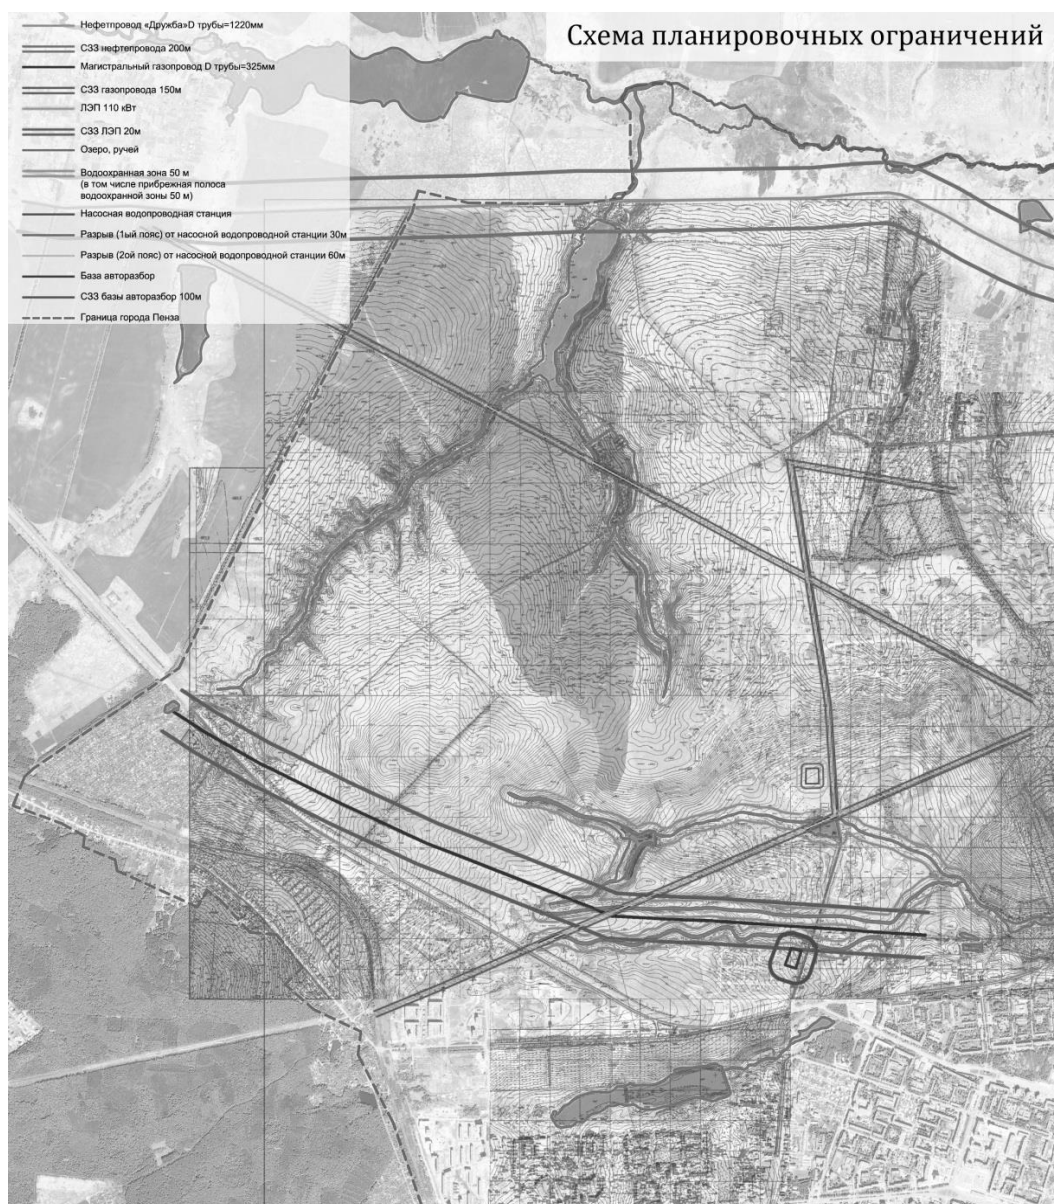 Схема планировочных ограничений
Нефетпровод «Дружба»D трубы=1220мм
СЗЗ нефтепровода 200м
Магистральный газопровод D трубы=325мм
СЗЗ газопровода 150м
ЛЭП 110 кВт
СЗЗ ЛЭП 20м
Озеро, ручей
Водоохранная зона 50 м
(в том числе прибрежная полоса
водоохранной зоны 50 м)
Насосная водопроводная станция
Разрыв (1ый пояс) от насосной водопроводной станции 30м
Разрыв (2ой пояс) от насосной водопроводной станции 60м
База авторазбор
СЗЗ базы авторазбор 100м
Граница города Пенза